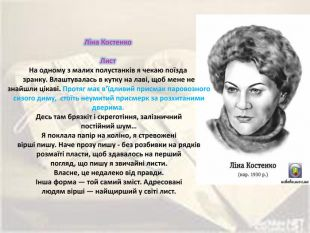 Ліна Костенко
Лист
На одному з малих полустанків я чекаю поїзда
зранку. Влаштувалась в кутку на лаві, щоб мене не
знайшли цікаві. Протяг має в'їдливий присмак паровозного
сизого диму, стоїть неумитий присмерк за розхитаними
дверима.
Десь там брязкіт і скреготіння, залізничний
постійний шум...
Я поклала папір на коліно, я стревожені
вірші пишу. Наче прозу пишу - без розбивки на рядків
розмаїті пласти, щоб здавалось на перший
погляд, що пишу я звичайні листи.
Власне, це недалеко від правди.
Інша форма — той самий зміст. Адресовані
людям вірші — найщирший у світі лист.
Ліна Костенко
(нар. 1930 р.)